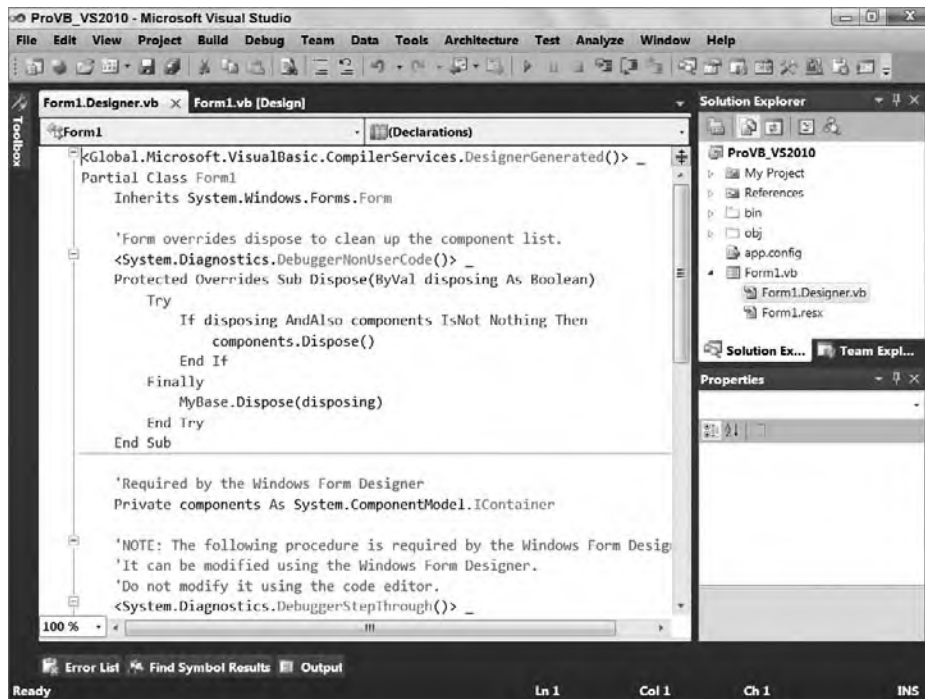 ProVB_VS2010 - Microsoft Visual Studio
File Edit View Project Build Debug Team Data Tools Architecture Test Analyze Window Help
Toolbox
Form1.Designer.vb × Form1.vb [Design]
Form1
(Declarations)
<Global.Microsoft.VisualBasic.CompilerServices.DesignerGenerated()> _
Partial Class Form1
Inherits System.Windows.Forms.Form
'Form overrides dispose to clean up the component list.
<System.Diagnostics.DebuggerNonUserCode()> _
Protected Overrides Sub Dispose(ByVal disposing As Boolean)
Try
If disposing AndAlso components IsNot Nothing Then
components.Dispose()
End If
Finally
MyBase.Dispose(disposing)
End Try
End Sub
'Required by the Windows Form Designer
Private components As System.ComponentModel.IContainer
'NOTE: The following procedure is required by the Windows Form Desig
'It can be modified using the Windows Form Designer.
'Do not modify it using the code editor.
<System.Diagnostics.DebuggerStepThrough()> _
100 %
Solution Explorer
ProVB_VS2010
My Project
References
bin
obj
app.config
Form1.vb
Form1.Designer.vb
Form1.resx
Solution Ex... Team Expl...
Properties
Error List Find Symbol Results Output
Ready Ln 1 Col 1 Ch 1 INS